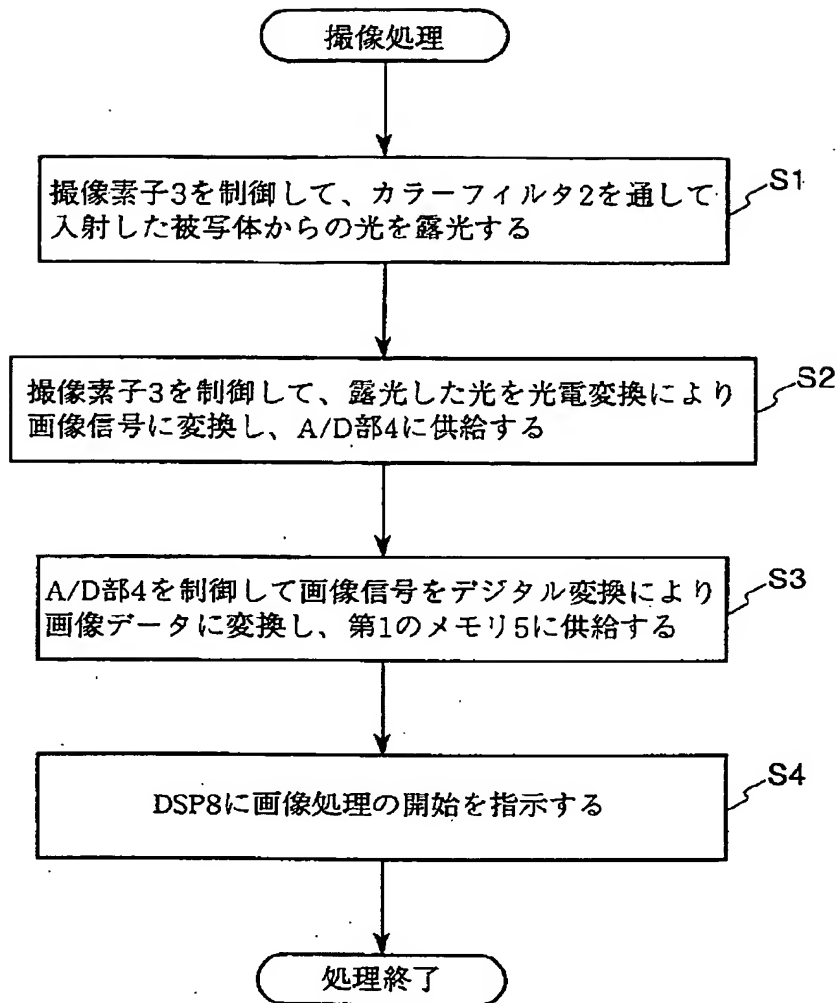 撮像処理
撮像素子3を制御して、カラーフィルタ2を通して
入射した被写体からの光を露光する
S1
撮像素子3を制御して、露光した光を光電変換により
画像信号に変換し、A/D部4に供給する
S2
A/D部4を制御して画像信号をデジタル変換により
画像データに変換し、第1のメモリ5に供給する
S3
DSP8に画像処理の開始を指示する
S4
処理終了